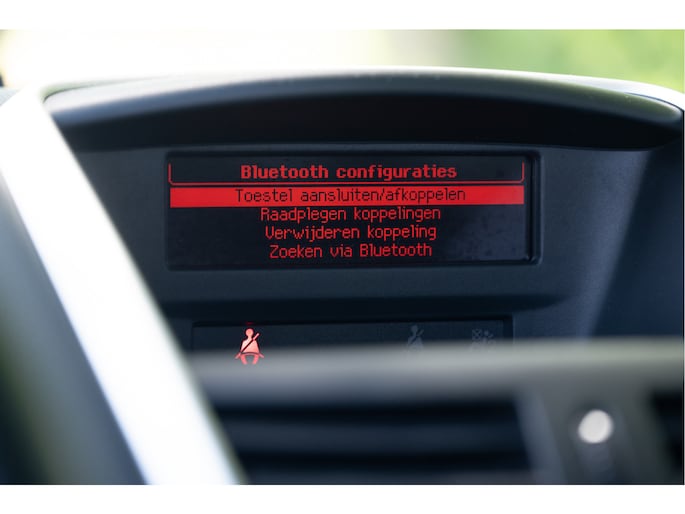 Bluetooth configuraties
Toestel aansluiten/afkoppelen
Raadplegen koppelingen
Verwijderen koppeling
Zoeken via Bluetooth